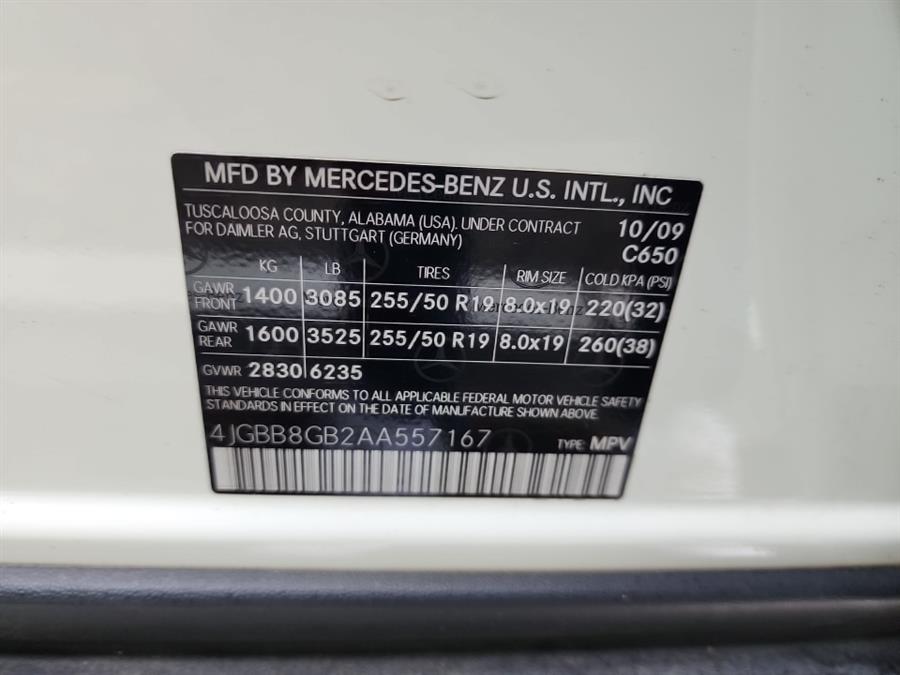 MFD BY MERCEDES-BENZ U.S. INTL., INC
TUSCALOOSA COUNTY, ALABAMA (USA). UNDER CONTRACT 10/09
FOR DAIMLER AG, STUTTGART (GERMANY) C650
KG LB TIRES RIM SIZE COLD KPA (PSI)
GAWR FRONT 1400 3085 255/50 R19 8.0x19 220(32)
GAWR REAR 1600 3525 255/50 R19 8.0x19 260(38)
GVWR 2830 6235
THIS VEHICLE CONFORMS TO ALL APPLICABLE FEDERAL MOTOR VEHICLE SAFETY
STANDARDS IN EFFECT ON THE DATE OF MANUFACTURE SHOWN ABOVE.
4JGBB8GB2AA557167 TYPE: MPV